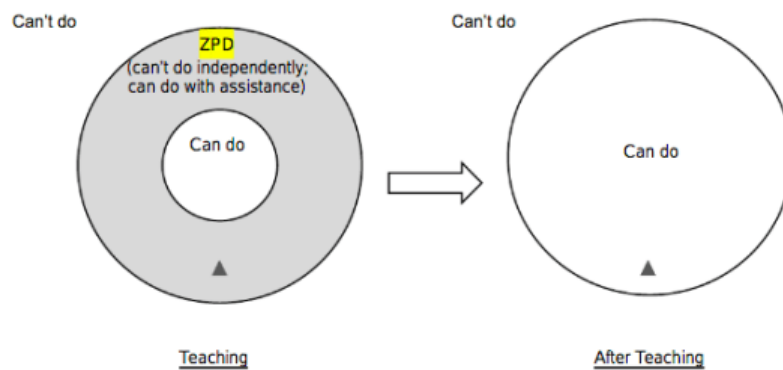 Can't do
ZPD
(can't do independently;
can do with assistance)
Can do
Teaching
Can't do
Can do
After Teaching